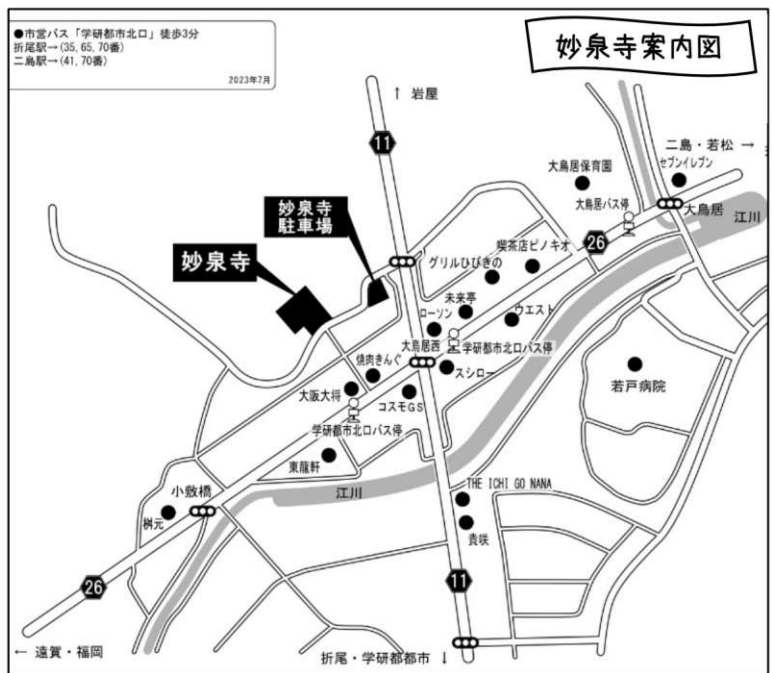 ●市営バス「学研都市北口」徒歩3分
折尾駅→(35,65,70番)
二島駅→(41,70番)
2023年7月
妙泉寺案内図
↑ 岩屋
11
二島・若松 →
セブンイレブン
大鳥居保育園
大鳥居バス停
大鳥居
江川
26
妙泉寺
駐車場
妙泉寺
喫茶店ピノキオ
グリルひびきの
未来亭
ローソン
ウエスト
大鳥居西
学研都市北口バス停
焼肉きんぐ
スシロー
若戸病院
大阪大将
コスモGS
学研都市北口バス停
東龍軒
THE ICHI GO NANA
小敷橋
江川
桝元
貴咲
26
11
← 遠賀・福岡
折尾・学研都都市 ↓